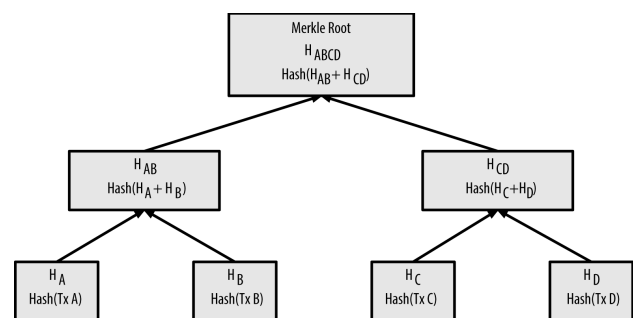 Merkle Root
H ABCD
Hash(H AB + H CD)
H AB
Hash(H A + H B)
H CD
Hash(H C+H D)
H A
Hash(Tx A)
H B
Hash(Tx B)
H C
Hash(Tx C)
H D
Hash(Tx D)